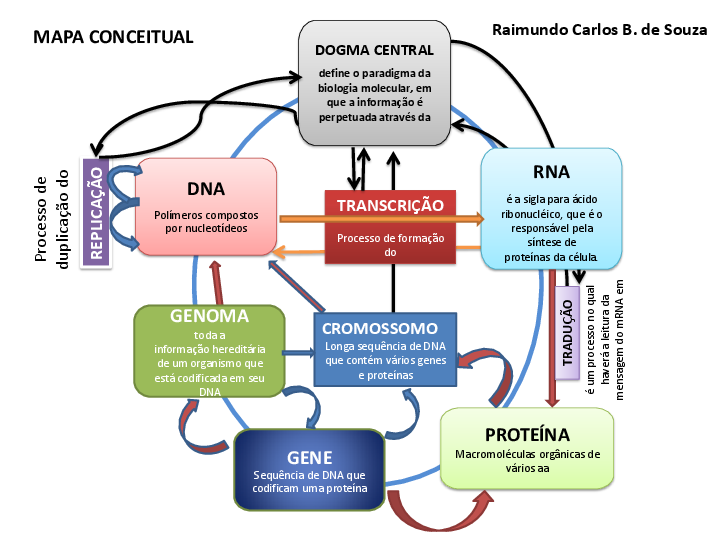 MAPA CONCEITUAL
Raimundo Carlos B. de Souza
DOGMA CENTRAL
define o paradigma da
biologia molecular, em
que a informação é
perpetuada através da
Processo de
duplicação do
REPLICAÇÃO
DNA
Polímeros compostos
por nucleotídeos
TRANSCRIÇÃO
Processo de formação
do
RNA
é a sigla para ácido
ribonucléico, que é o
responsável pela
síntese de
proteínas da célula.
GENOMA
toda a
informação hereditária
de um organismo que
está codificada em seu
DNA
CROMOSSOMO
Longa sequência de DNA
que contém vários genes
e proteínas
TRADUÇÃO
é um processo no qual
haverá a leitura da
mensagem do mRNA em
GENE
Sequência de DNA que
codificam uma proteína
PROTEÍNA
Macromoléculas orgânicas de
vários aa